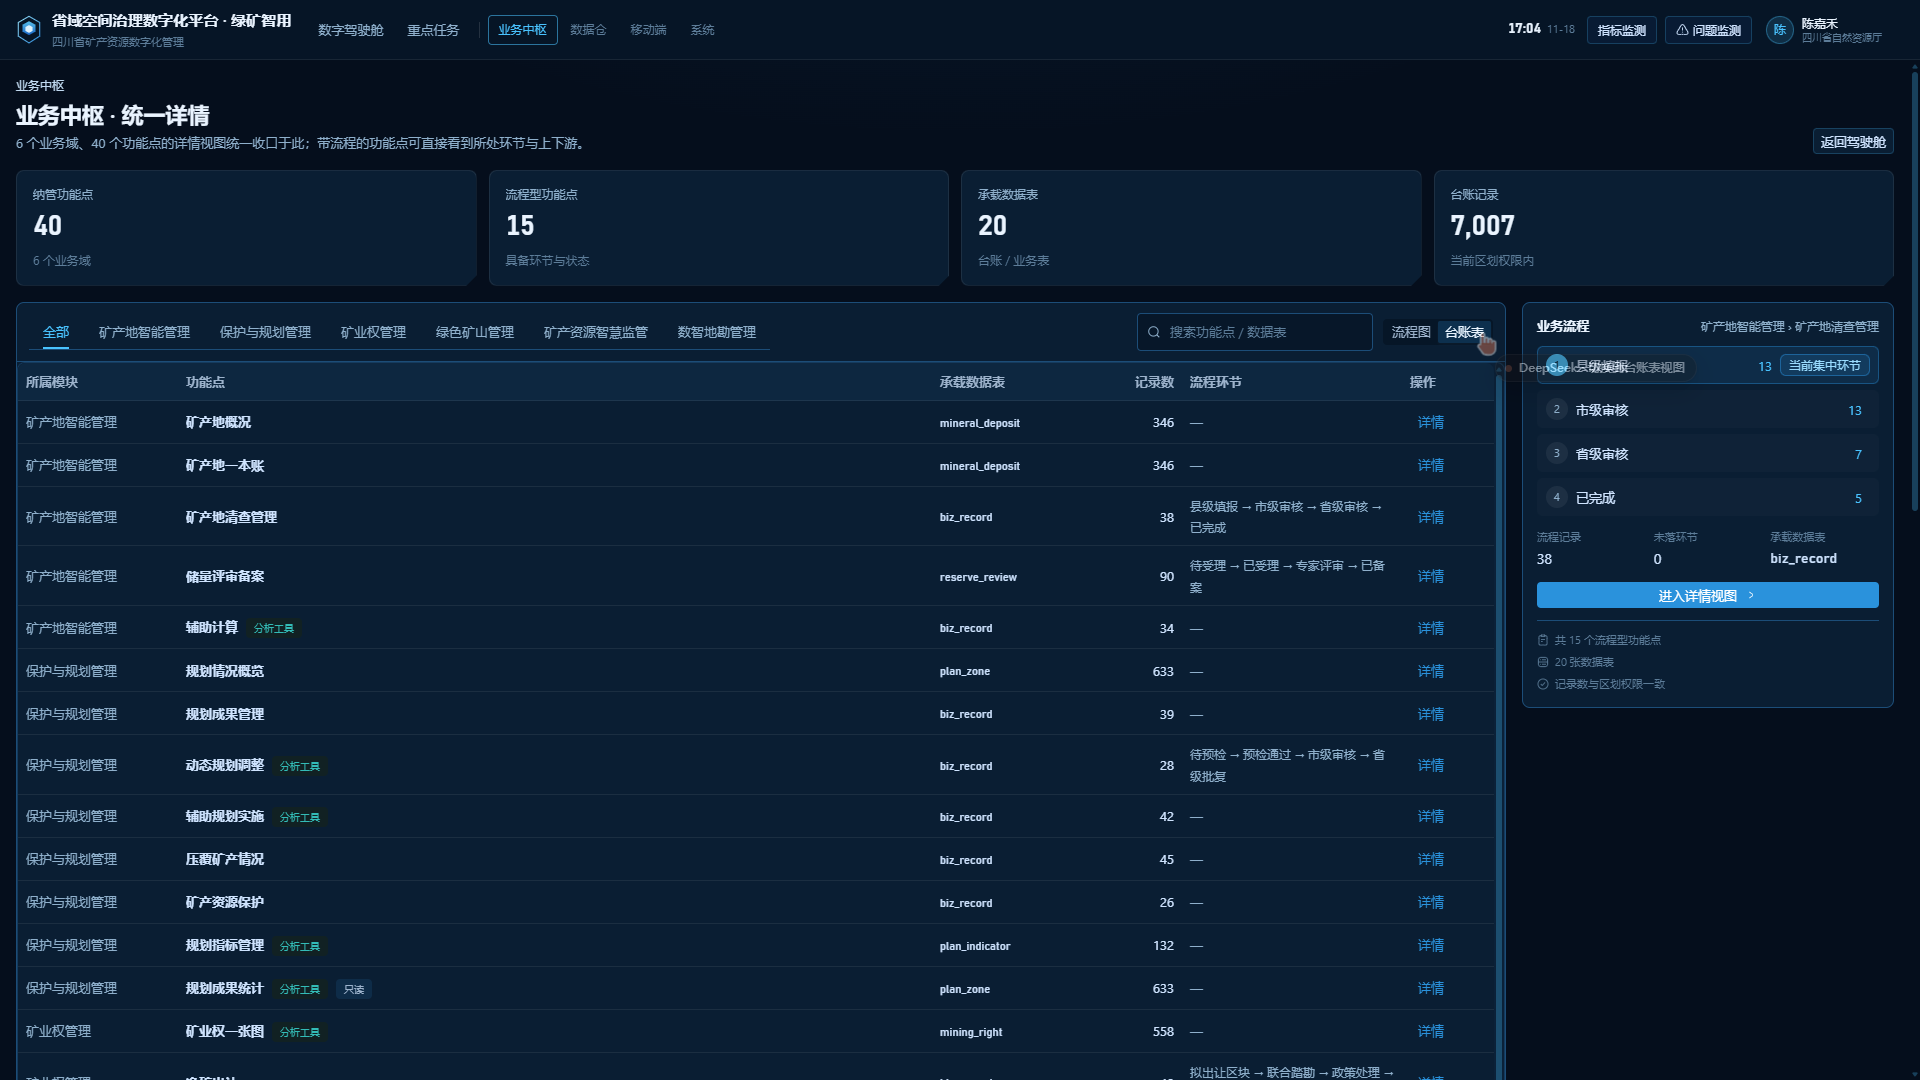 省域空间治理数字化平台 · 绿矿智用
四川省矿产资源数字化管理
数字驾驶舱
重点任务
业务中枢
数据仓
移动端
系统
17:04 11-18
指标监测
问题监测
陈
陈嘉禾
四川省自然资源厅
业务中枢
业务中枢 · 统一详情
6 个业务域、40 个功能点的详情视图统一收口于此；带流程的功能点可直接看到所处环节与上下游。
返回驾驶舱
纳管功能点
40
6 个业务域
流程型功能点
15
具备环节与状态
承载数据表
20
台账 / 业务表
台账记录
7,007
当前区划权限内
全部 矿产地智能管理 保护与规划管理 矿业权管理 绿色矿山管理 矿产资源智慧监管 数智地勘管理
搜索功能点 / 数据表
流程图 台账表
所属模块 功能点 承载数据表 记录数 流程环节 操作
矿产地智能管理 矿产地概况 mineral_deposit 346 — 详情
矿产地智能管理 矿产地一本账 mineral_deposit 346 — 详情
矿产地智能管理 矿产地清查管理 biz_record 38 县级填报 → 市级审核 → 省级审核 → 已完成 详情
矿产地智能管理 储量评审备案 reserve_review 90 待受理 → 已受理 → 专家评审 → 已备案 详情
矿产地智能管理 辅助计算 分析工具 biz_record 34 — 详情
保护与规划管理 规划情况概览 plan_zone 633 — 详情
保护与规划管理 规划成果管理 biz_record 39 — 详情
保护与规划管理 动态规划调整 分析工具 biz_record 28 待预检 → 预检通过 → 市级审核 → 省级批复 详情
保护与规划管理 辅助规划实施 分析工具 biz_record 42 — 详情
保护与规划管理 压覆矿产情况 biz_record 45 — 详情
保护与规划管理 矿产资源保护 biz_record 26 — 详情
保护与规划管理 规划指标管理 分析工具 plan_indicator 132 — 详情
保护与规划管理 规划成果统计 分析工具 只读 plan_zone 633 — 详情
矿业权管理 矿业权一张图 分析工具 mining_right 558 — 详情
拟出让区块 → 联合踏勘 → 政策处理 →
业务流程
矿产地智能管理 › 矿产地清查管理
县级填报 13 当前集中环节
DeepSeek 台账表视图
2 市级审核 13
3 省级审核 7
4 已完成 5
流程记录 未落环节 承载数据表
38 0 biz_record
进入详情视图 ›
共 15 个流程型功能点
20 张数据表
记录数与区划权限一致